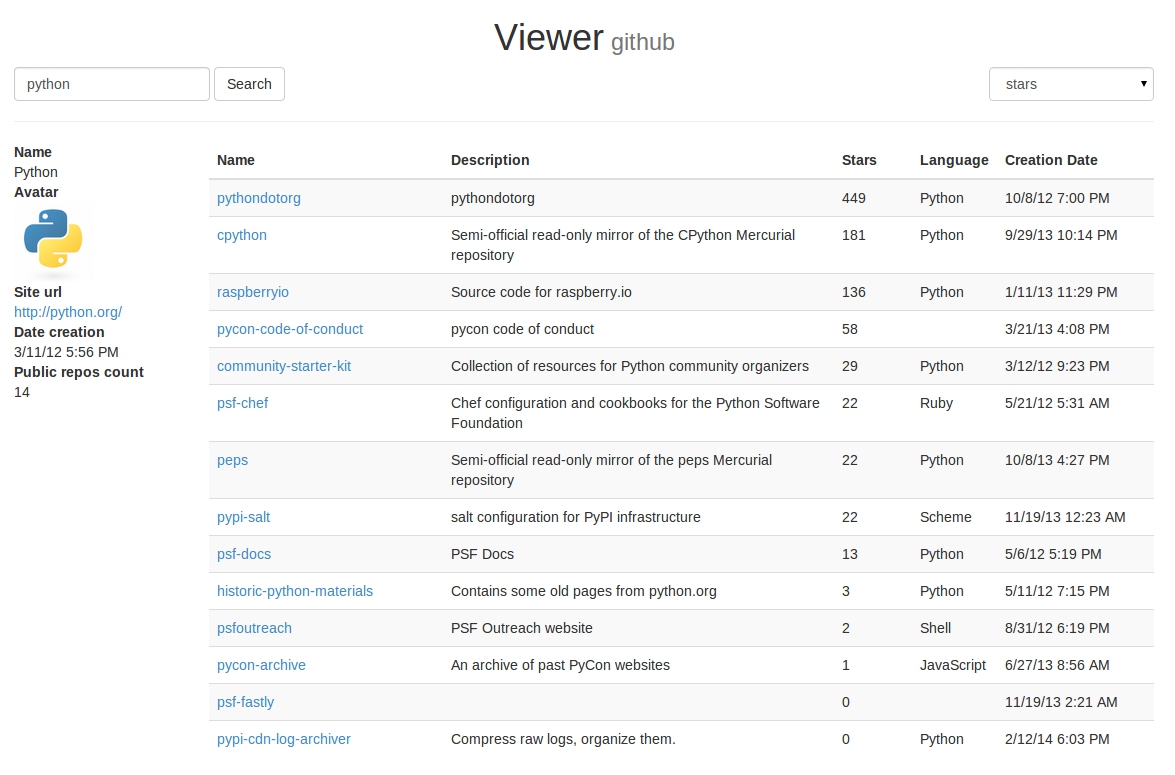 Viewer github
python Search stars
Name
Python
Avatar
Site url
http://python.org/
Date creation
3/11/12 5:56 PM
Public repos count
14
Name Description Stars Language Creation Date
pythondotorg pythondotorg 449 Python 10/8/12 7:00 PM
cpython Semi-official read-only mirror of the CPython Mercurial 181 Python 9/29/13 10:14 PM
repository
raspberryio Source code for raspberry.io 136 Python 1/11/13 11:29 PM
pycon-code-of-conduct pycon code of conduct 58 3/21/13 4:08 PM
community-starter-kit Collection of resources for Python community organizers 29 Python 3/12/12 9:23 PM
psf-chef Chef configuration and cookbooks for the Python Software 22 Ruby 5/21/12 5:31 AM
Foundation
peps Semi-official read-only mirror of the peps Mercurial 22 Python 10/8/13 4:27 PM
repository
pypi-salt salt configuration for PyPI infrastructure 22 Scheme 11/19/13 12:23 AM
psf-docs PSF Docs 13 Python 5/6/12 5:19 PM
historic-python-materials Contains some old pages from python.org 3 Python 5/11/12 7:15 PM
psfoutreach PSF Outreach website 2 Shell 8/31/12 6:19 PM
pycon-archive An archive of past PyCon websites 1 JavaScript 6/27/13 8:56 AM
psf-fastly 0 11/19/13 2:21 AM
pypi-cdn-log-archiver Compress raw logs, organize them. 0 Python 2/12/14 6:03 PM